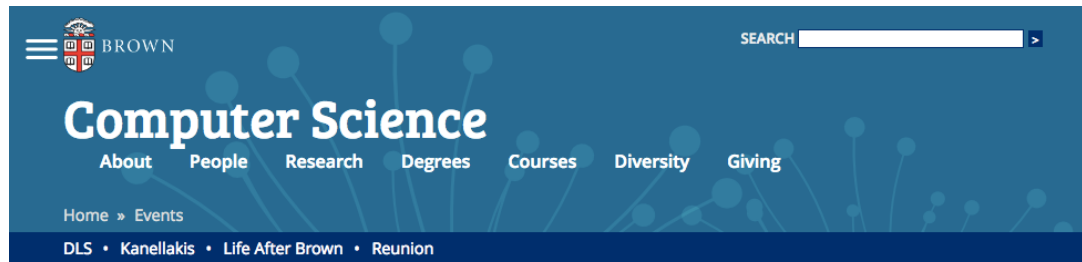 BROWN
SEARCH >
Computer Science
About People Research Degrees Courses Diversity Giving
Home » Events
DLS • Kanellakis • Life After Brown • Reunion